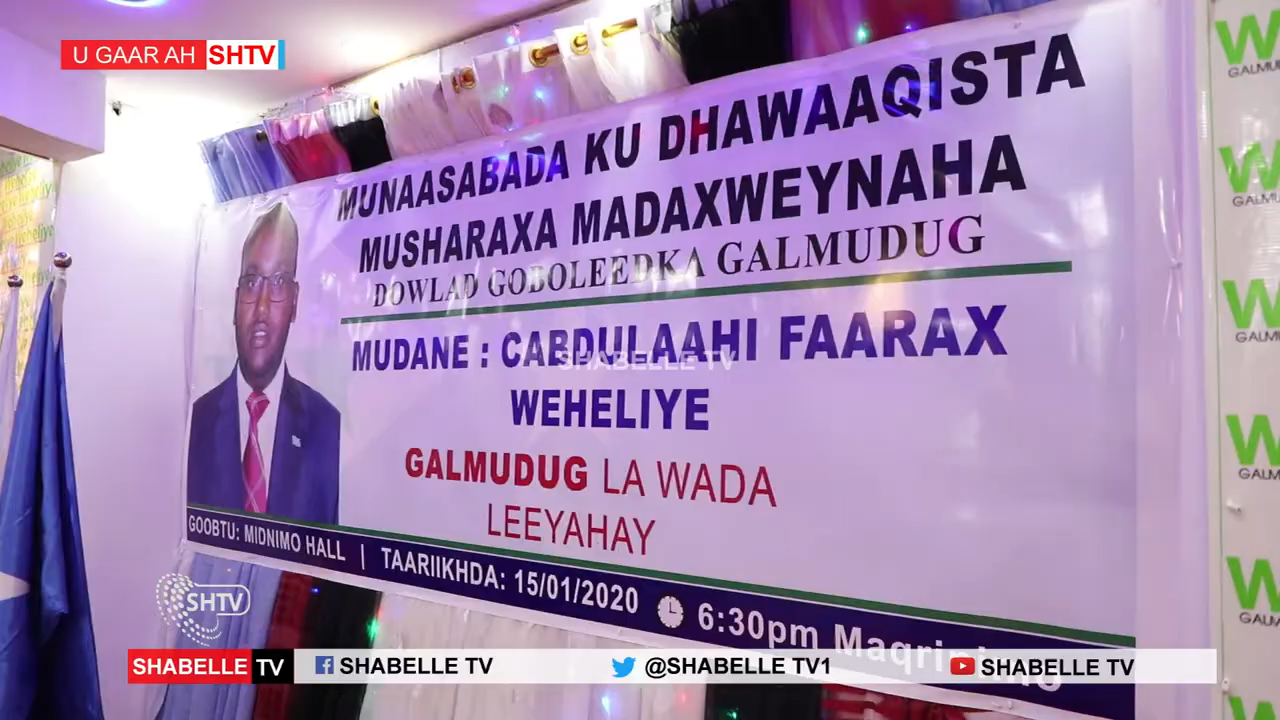 U GAAR AH SHTV
MUNAASABADA KU DHAWAAQISTA
MUSHARAXA MADAXWEYNAHA
DOWLAD GOBOLEEDKA GALMUDUG
MUDANE : CABDULAAHI FAARAX
WEHELIYE
SHABELLE TV
GALMUDUG LA WADA
LEEYAHAY
GOOBTU: MIDNIMO HALL | TAARIIKHDA: 15/01/2020 6:30pm
SHTV
SHABELLE TV SHABELLE TV @SHABELLE TV1 SHABELLE TV